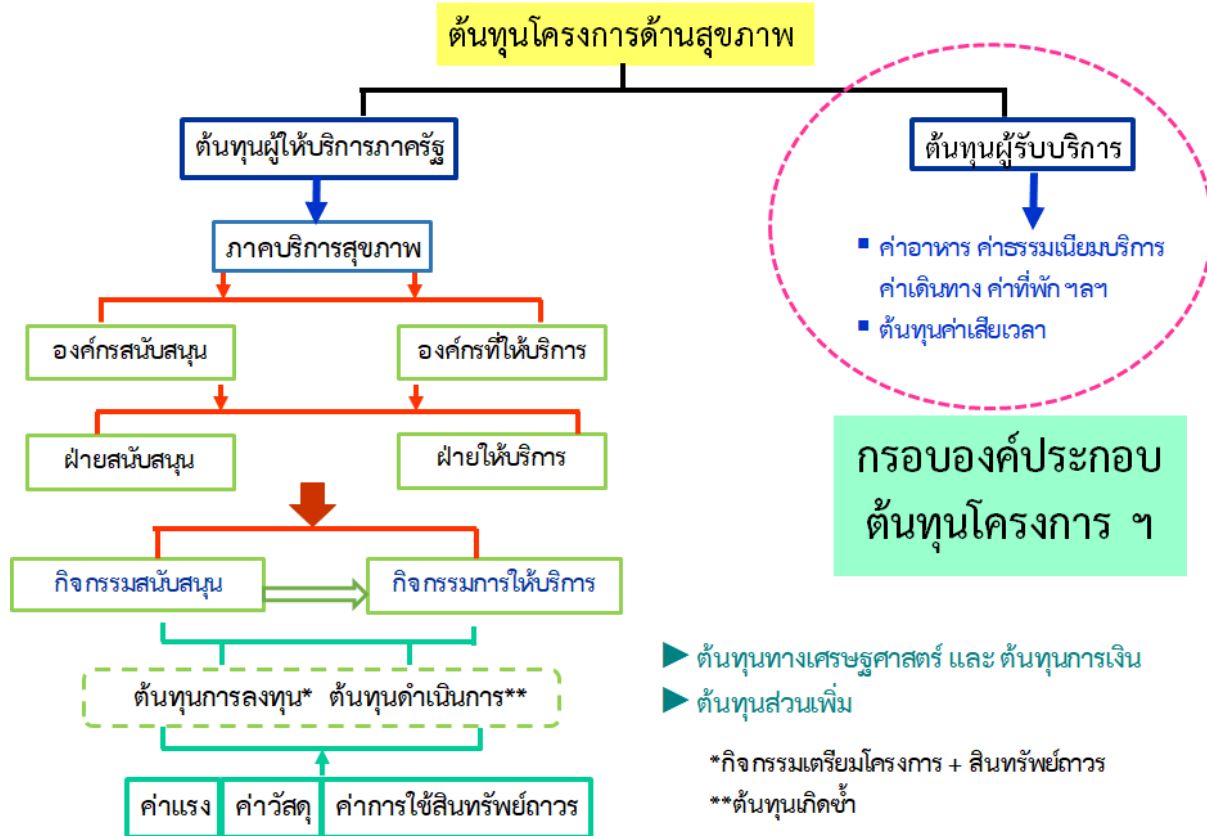 ต้นทุนโครงการด้านสุขภาพ
ต้นทุนผู้ให้บริการภาครัฐ
ต้นทุนผู้รับบริการ
ภาคบริการสุขภาพ
▪ ค่าอาหาร ค่าธรรมเนียมบริการ
ค่าเดินทาง ค่าที่พัก ฯลฯ
▪ ต้นทุนค่าเสียเวลา
องค์กรสนับสนุน
องค์กรที่ให้บริการ
ฝ่ายสนับสนุน
ฝ่ายให้บริการ
กรอบองค์ประกอบ
ต้นทุนโครงการ ฯ
กิจกรรมสนับสนุน
กิจกรรมการให้บริการ
▶ ต้นทุนทางเศรษฐศาสตร์ และ ต้นทุนการเงิน
▶ ต้นทุนส่วนเพิ่ม
ต้นทุนการลงทุน* ต้นทุนดำเนินการ**
*กิจกรรมเตรียมโครงการ + สินทรัพย์ถาวร
**ต้นทุนเกิดซ้ำ
ค่าแรง ค่าวัสดุ ค่าการใช้สินทรัพย์ถาวร